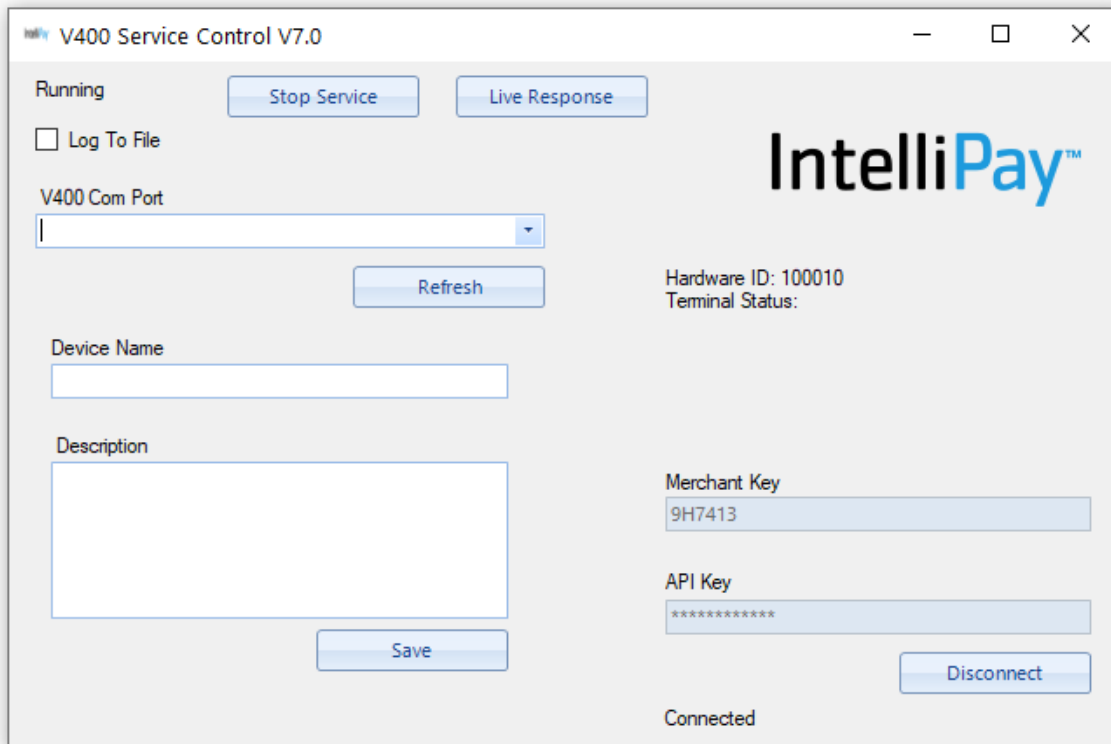 V400 Service Control V7.0
Running
Stop Service
Live Response
Log To File
IntelliPay™
V400 Com Port
Refresh
Hardware ID: 100010
Terminal Status:
Device Name
Description
Merchant Key
9H7413
API Key
************
Save
Disconnect
Connected